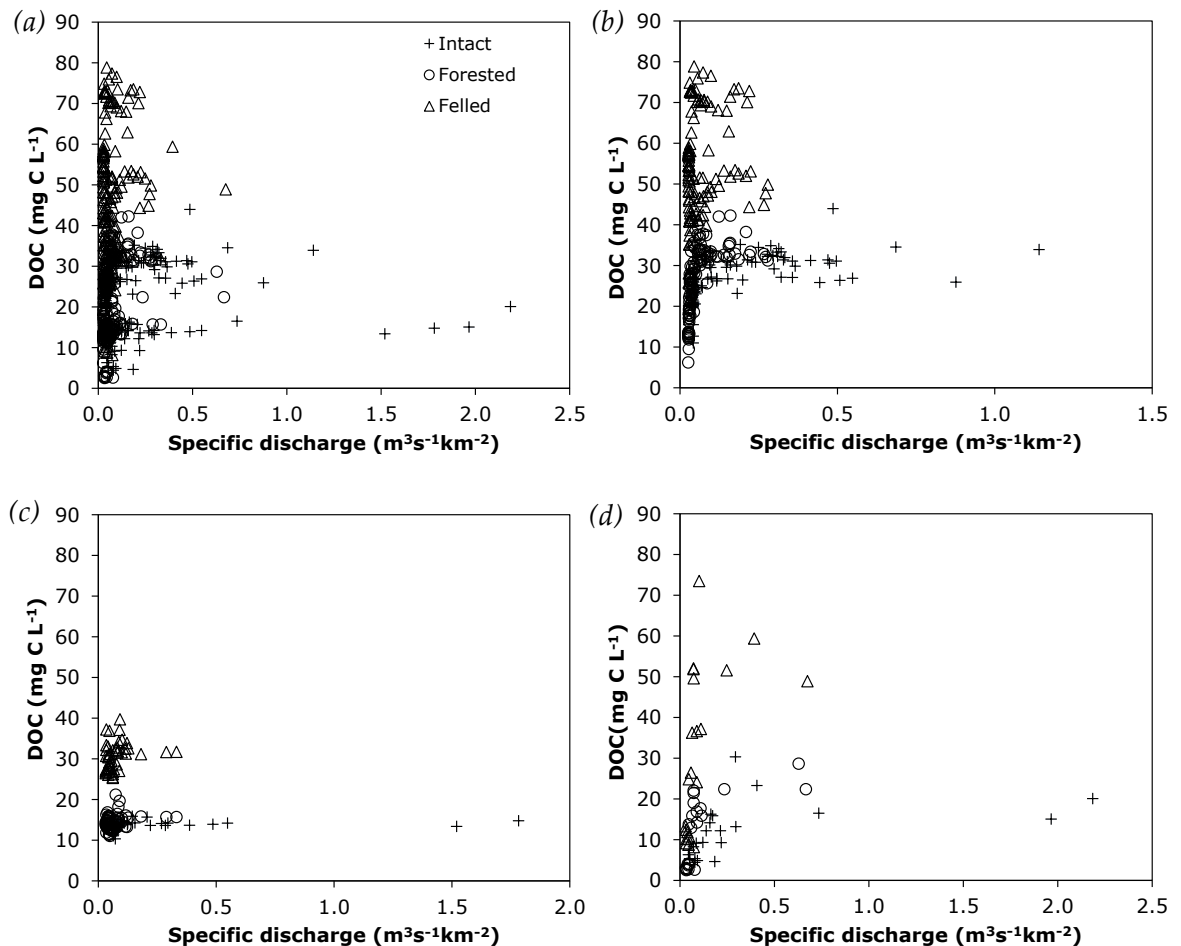 (a)
90
80
70
60
50
40
30
20
10
0
DOC (mg C L-1)
+ Intact
○ Forested
△ Felled
0.0 0.5 1.0 1.5 2.0 2.5
Specific discharge (m³s-1km-2)
(b)
90
80
70
60
50
40
30
20
10
0
DOC (mg C L-1)
0.0 0.5 1.0 1.5
Specific discharge (m³s-1km-2)
(c)
90
80
70
60
50
40
30
20
10
0
DOC (mg C L-1)
0.0 0.5 1.0 1.5 2.0
Specific discharge (m³s-1km-2)
(d)
90
80
70
60
50
40
30
20
10
0
DOC(mg C L-1)
0.0 0.5 1.0 1.5 2.0 2.5
Specific discharge (m³s-1km-2)